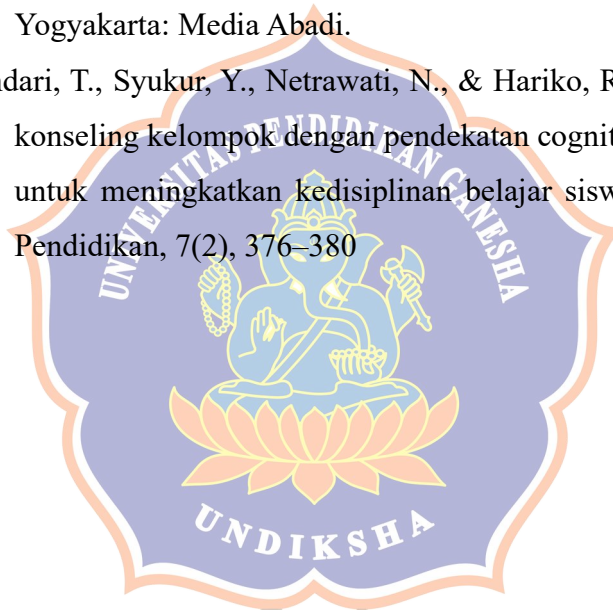 Yogyakarta: Media Abadi.
ndari, T., Syukur, Y., Netrawati, N., & Hariko, R
konseling kelompok dengan pendekatan cognit
untuk meningkatkan kedisiplinan belajar sisw
Pendidikan, 7(2), 376–380
UNIVERSITAS PENDIDIKAN GANESHA
UNDIKSHA